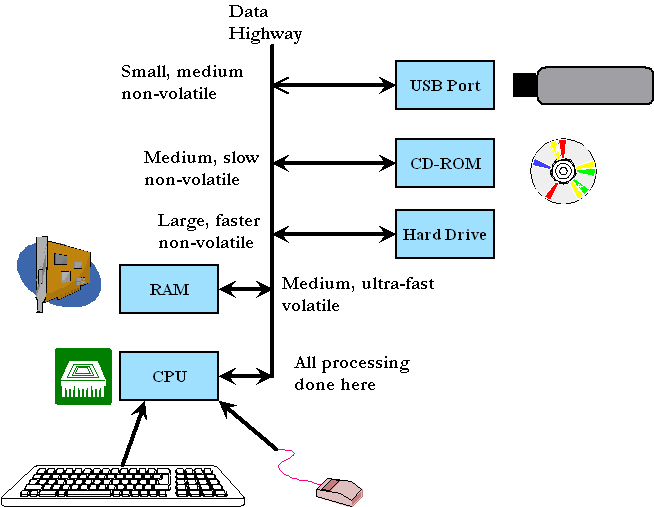 Data
Highway
Small, medium
non-volatile
USB Port
Medium, slow
non-volatile
CD-ROM
Large, faster
non-volatile
Hard Drive
RAM
Medium, ultra-fast
volatile
CPU
All processing
done here